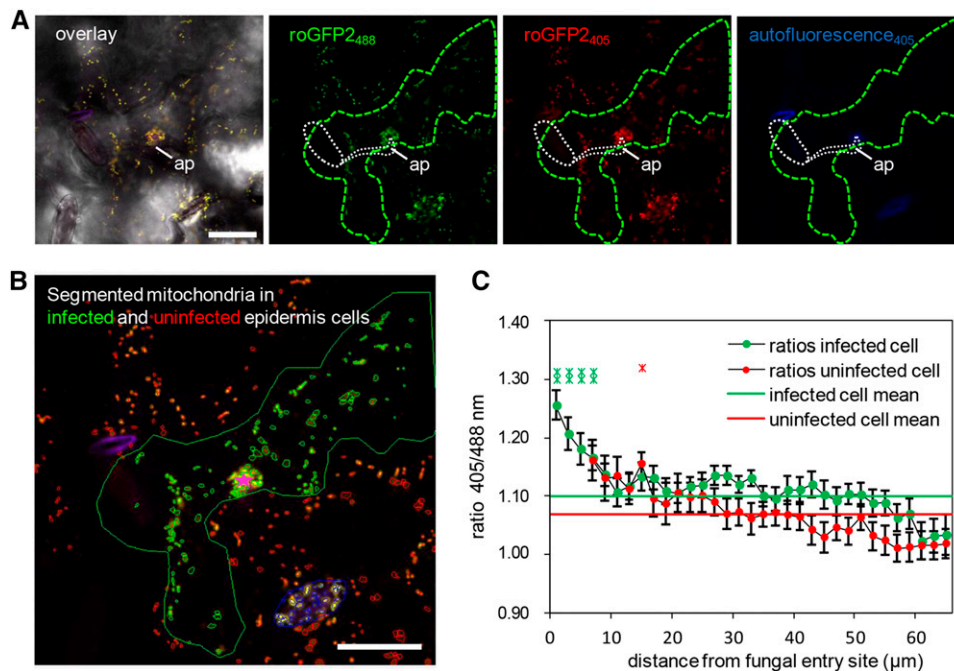 A
overlay
ap
roGFP2488
ap
roGFP2405
ap
autofluorescence405
ap
B
Segmented mitochondria in
infected and uninfected epidermis cells
C
1.40
1.30
1.20
1.10
1.00
0.90
ratio 405/488 nm
ratios infected cell
ratios uninfected cell
infected cell mean
uninfected cell mean
0 10 20 30 40 50 60
distance from fungal entry site (µm)